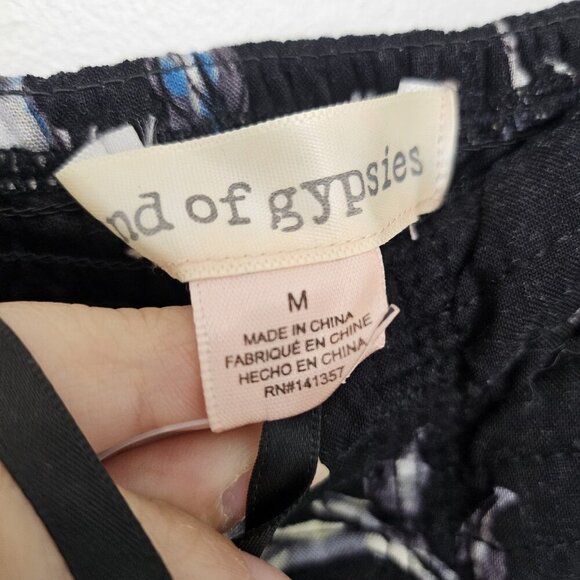 nd of gypsies
M
MADE IN CHINA
FABRIQUÉ EN CHINE
HECHO EN CHINA
RN#141357